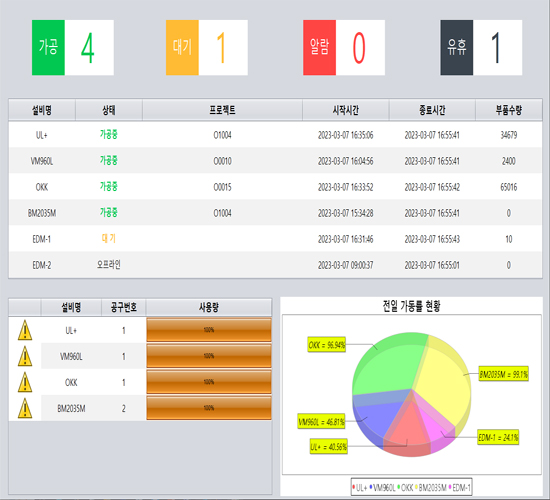 가공 4 대기 1 알람 0 유휴 1
설비명 상태 프로젝트 시작시간 종료시간 부품수량
UL+ 가공중 O1004 2023-03-07 16:35:06 2023-03-07 16:55:41 34679
VM960L 가공중 O0010 2023-03-07 16:04:56 2023-03-07 16:55:41 2400
OKK 가공중 O0015 2023-03-07 16:33:52 2023-03-07 16:55:42 65016
BM2035M 가공중 O1004 2023-03-07 15:34:28 2023-03-07 16:55:41 0
EDM-1 대 기 2023-03-07 16:31:46 2023-03-07 16:55:43 10
EDM-2 오프라인 2023-03-07 09:00:37 2023-03-07 16:55:01 0
설비명 공구번호 사용량
UL+ 1 100%
VM960L 1 100%
OKK 1 100%
BM2035M 2 100%
전일 가동률 현황
OKK = 96.94%
BM2035M = 99.1%
VM960L = 46.81%
EDM-1 = 24.1%
UL+ = 40.56%
UL+ VM960L OKK BM2035M EDM-1